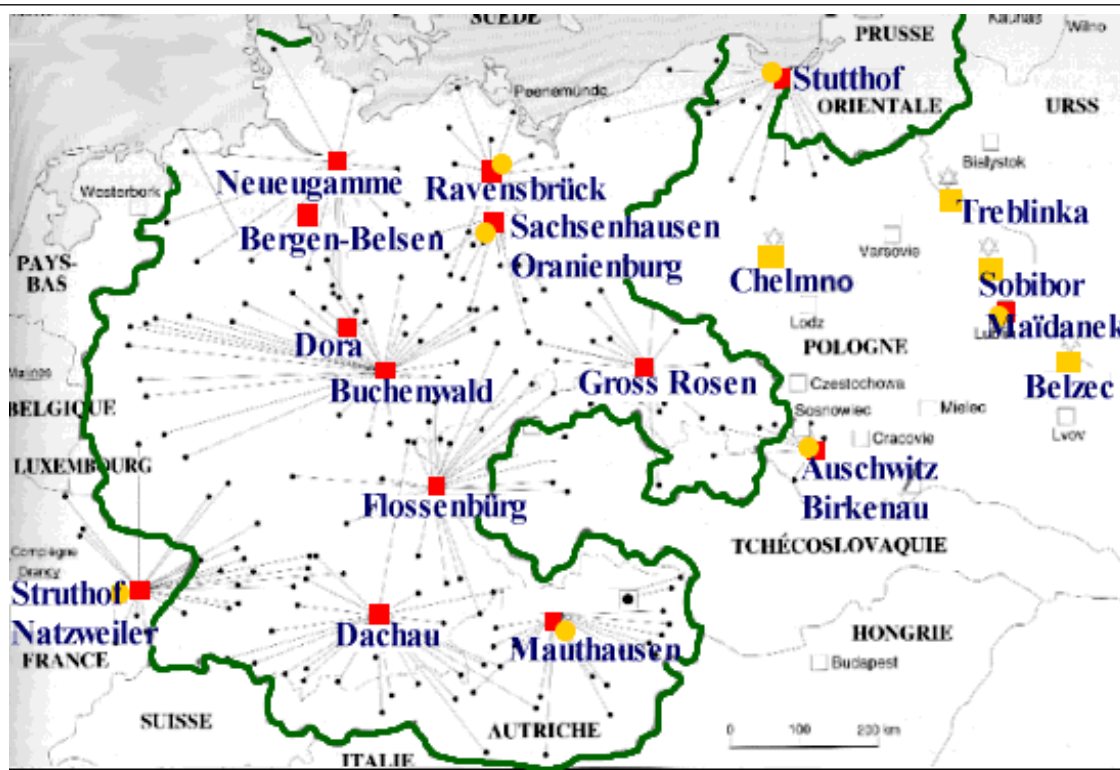 SUÈDE
Kaunas
Wilno
PRUSSE
ORIENTALE
Stutthof
URSS
Peenemünde
Bialystok
Westerbork
Neueugamme
Ravensbrück
Treblinka
Bergen-Belsen
Sachsenhausen
Oranienburg
Varsovie
PAYS-
BAS
Chelmno
Sobibor
Maïdanek
Lodz
POLOGNE
Dora
Buchenwald
Gross Rosen
Belzec
Malines
Czestochowa
BELGIQUE
Sosnowiec
Mielec
Lvov
Cracovie
LUXEMBOURG
Auschwitz
Birkenau
Flossenbürg
TCHÉCOSLOVAQUIE
Compiègne
Drancy
Struthof
Natzweiler
FRANCE
Dachau
Mauthausen
HONGRIE
Budapest
SUISSE
AUTRICHE
ITALIE
0 100 200 km